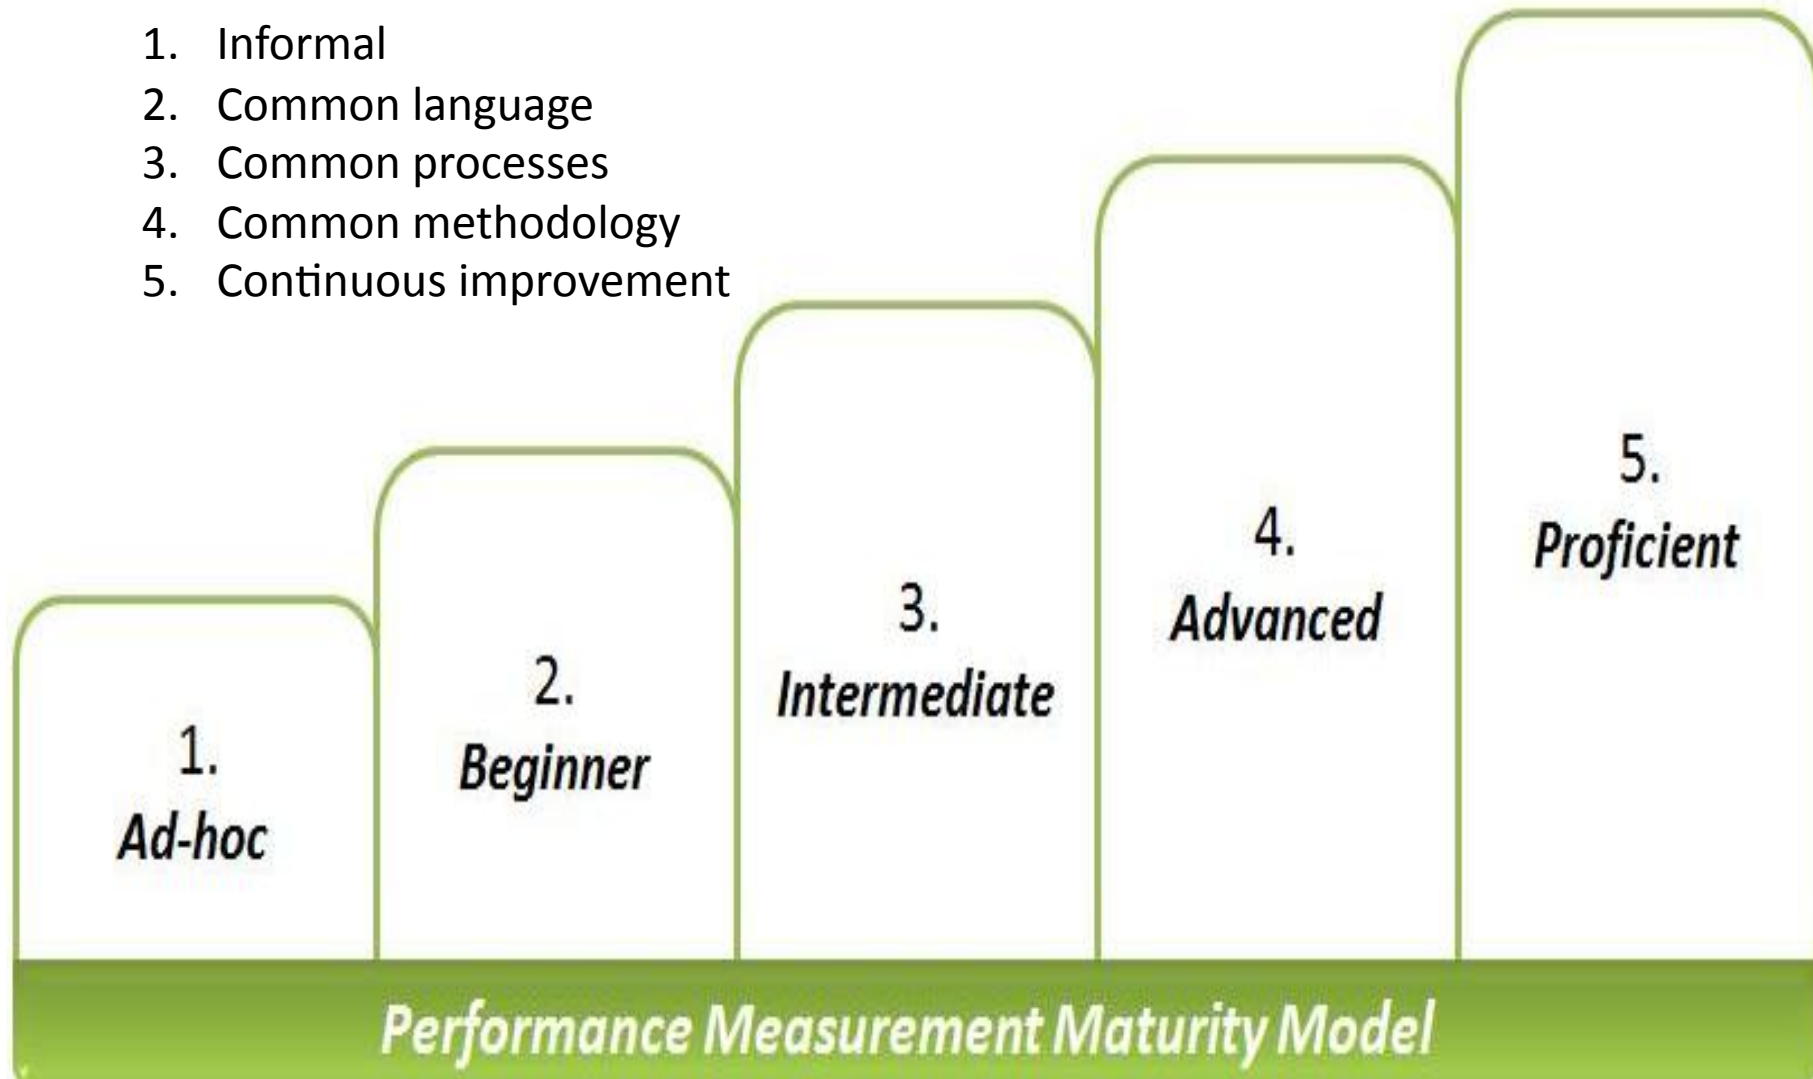 1. Informal
2. Common language
3. Common processes
4. Common methodology
5. Continuous improvement
1.
Ad-hoc
2.
Beginner
3.
Intermediate
4.
Advanced
5.
Proficient
Performance Measurement Maturity Model